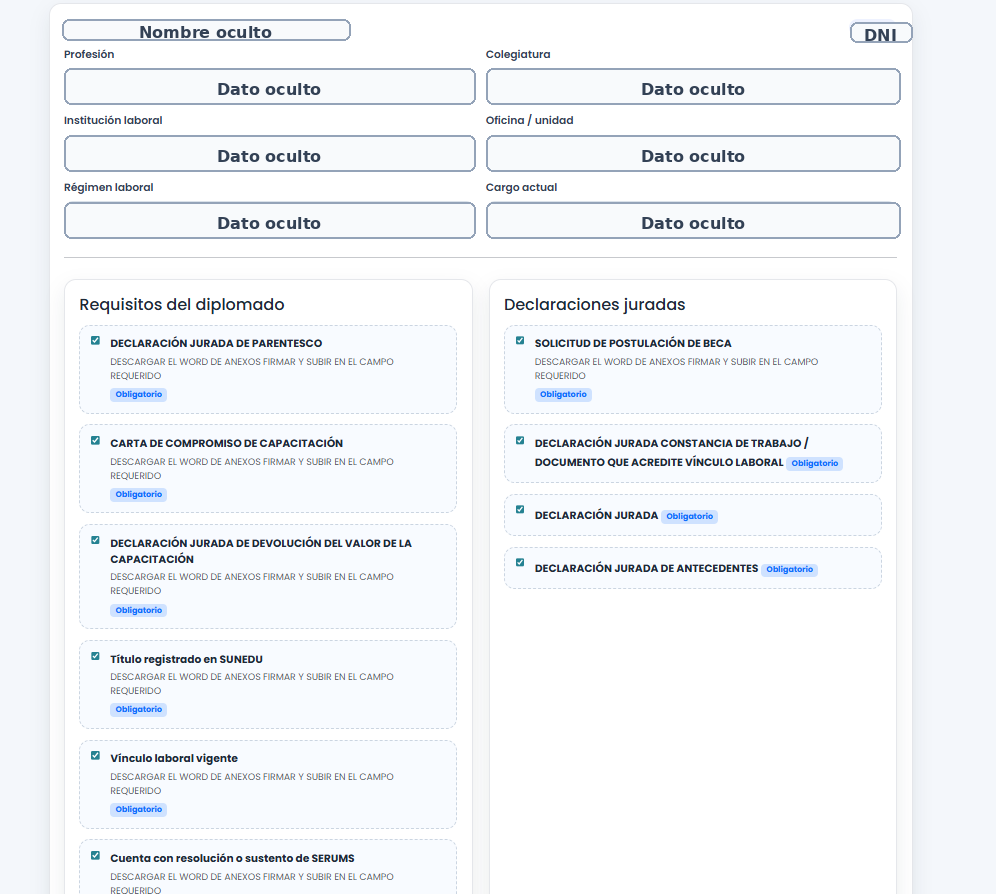 Nombre oculto
DNI
Profesión
Colegiatura
Dato oculto
Dato oculto
Institución laboral
Oficina / unidad
Dato oculto
Dato oculto
Régimen laboral
Cargo actual
Dato oculto
Dato oculto
Requisitos del diplomado
DECLARACIÓN JURADA DE PARENTESCO
DESCARGAR EL WORD DE ANEXOS FIRMAR Y SUBIR EN EL CAMPO
REQUERIDO
Obligatorio
CARTA DE COMPROMISO DE CAPACITACIÓN
DESCARGAR EL WORD DE ANEXOS FIRMAR Y SUBIR EN EL CAMPO
REQUERIDO
Obligatorio
DECLARACIÓN JURADA DE DEVOLUCIÓN DEL VALOR DE LA
CAPACITACIÓN
DESCARGAR EL WORD DE ANEXOS FIRMAR Y SUBIR EN EL CAMPO
REQUERIDO
Obligatorio
Título registrado en SUNEDU
DESCARGAR EL WORD DE ANEXOS FIRMAR Y SUBIR EN EL CAMPO
REQUERIDO
Obligatorio
Vínculo laboral vigente
DESCARGAR EL WORD DE ANEXOS FIRMAR Y SUBIR EN EL CAMPO
REQUERIDO
Obligatorio
Cuenta con resolución o sustento de SERUMS
DESCARGAR EL WORD DE ANEXOS FIRMAR Y SUBIR EN EL CAMPO
REQUERIDO
Declaraciones juradas
SOLICITUD DE POSTULACIÓN DE BECA
DESCARGAR EL WORD DE ANEXOS FIRMAR Y SUBIR EN EL CAMPO
REQUERIDO
Obligatorio
DECLARACIÓN JURADA CONSTANCIA DE TRABAJO /
DOCUMENTO QUE ACREDITE VÍNCULO LABORAL Obligatorio
DECLARACIÓN JURADA Obligatorio
DECLARACIÓN JURADA DE ANTECEDENTES Obligatorio